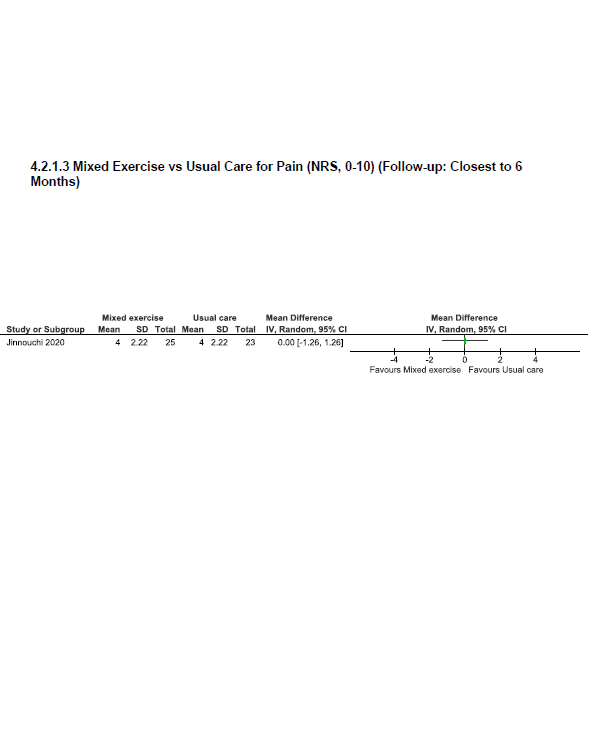 4.2.1.3 Mixed Exercise vs Usual Care for Pain (NRS, 0-10) (Follow-up: Closest to 6
Months)
Mixed exercise Usual care Mean Difference Mean Difference
Study or Subgroup Mean SD Total Mean SD Total IV, Random, 95% CI IV, Random, 95% CI
Jinnouchi 2020 4 2.22 25 4 2.22 23 0.00 [-1.26, 1.26]
-4 -2 0 2 4
Favours Mixed exercise Favours Usual care